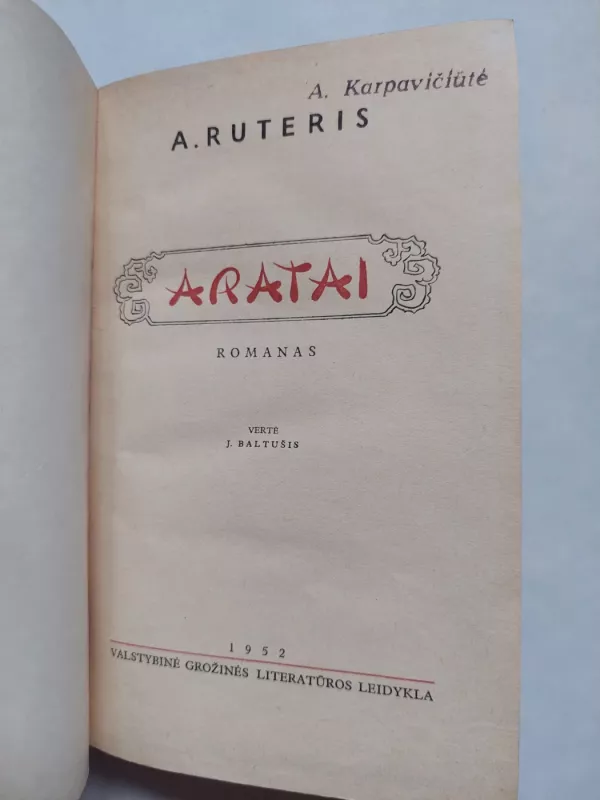 A. Karpavičiūtė
A. RUTERIS
ARATAI
ROMANAS
VERTĖ
J. BALTUŠIS
1952
VALSTYBINĖ GROŽINĖS LITERATŪROS LEIDYKLA